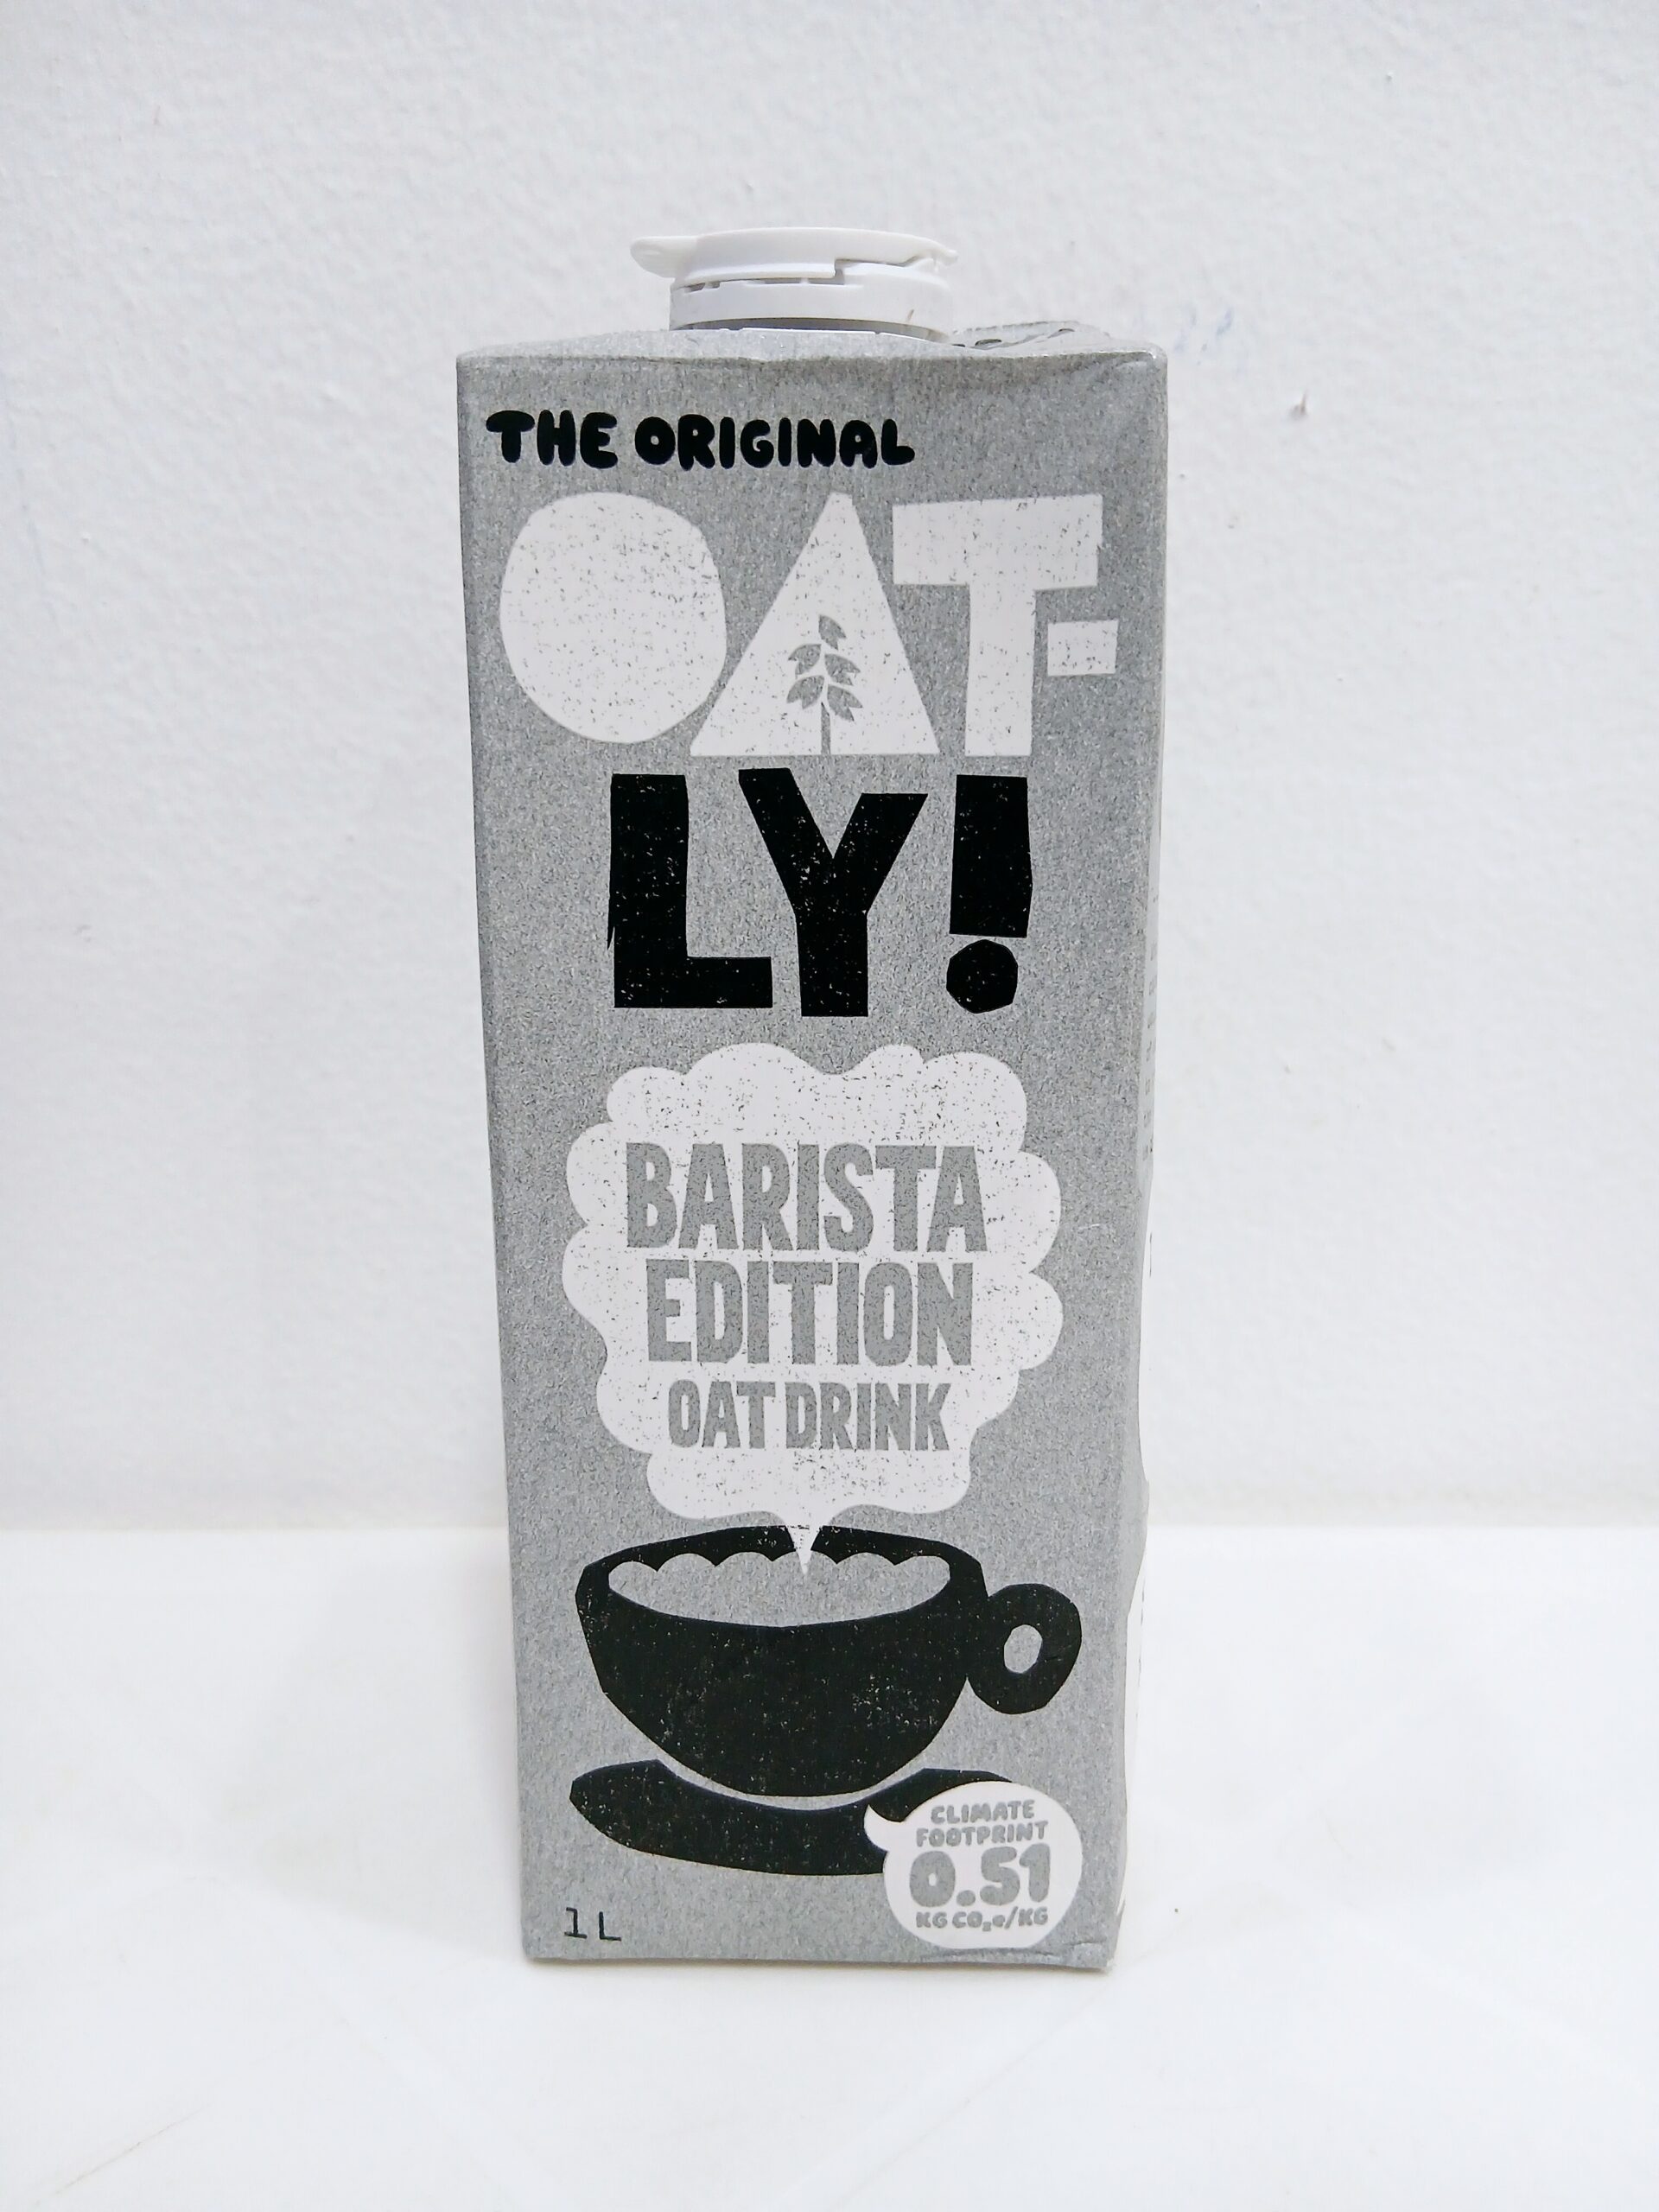 THE ORIGINAL
OAT-
LY!
BARISTA
EDITION
OAT DRINK
CLIMATE
FOOTPRINT
0.51
KG CO₂e/KG
1L